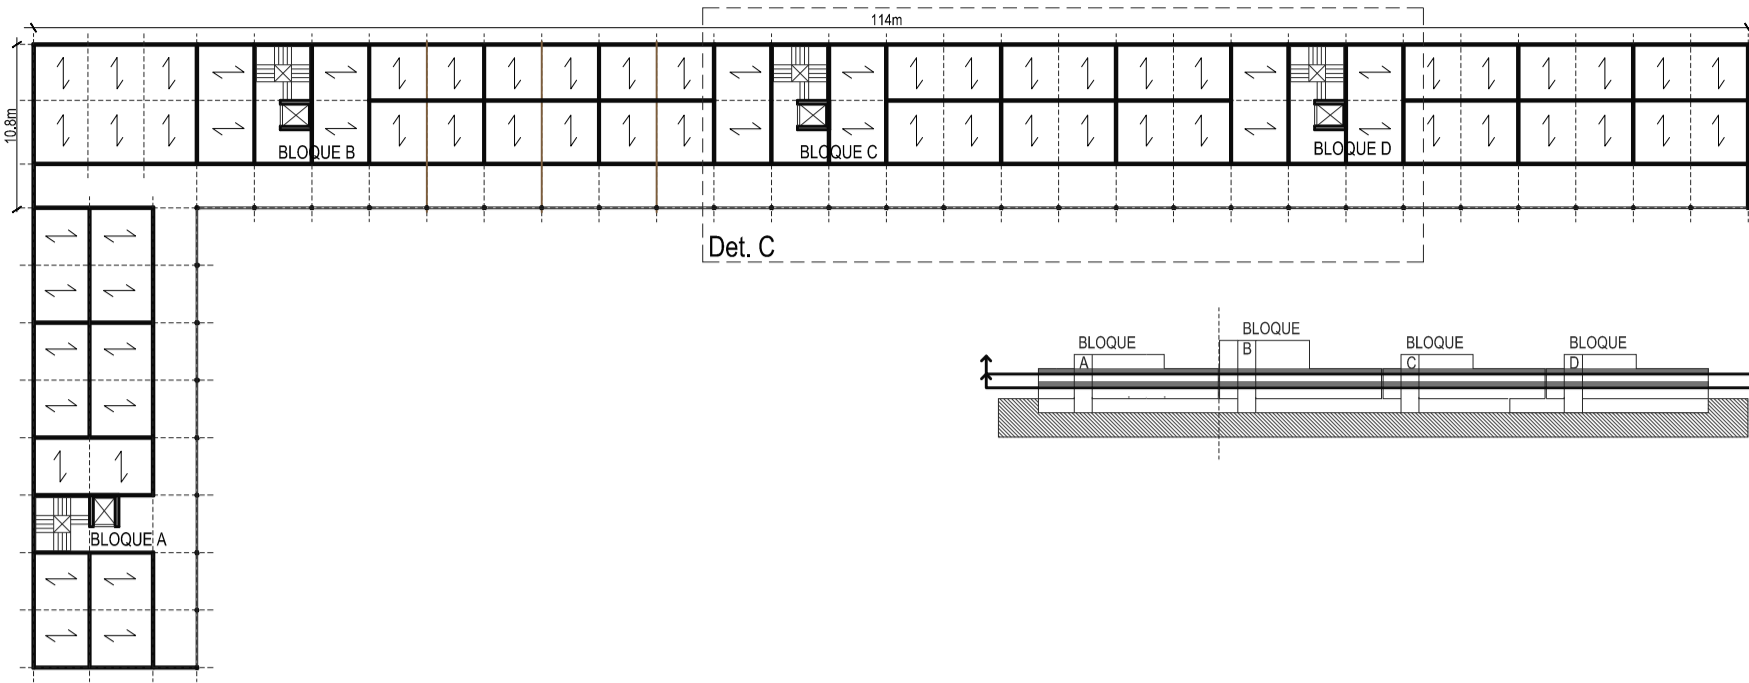 114m
10.8m
BLOQUE B
BLOQUE C
BLOQUE D
Det. C
BLOQUE
A
BLOQUE
B
BLOQUE
C
BLOQUE
D
BLOQUE A